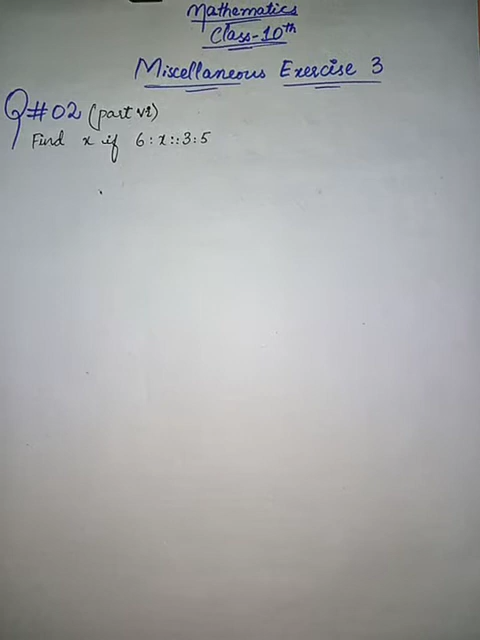 Mathematics
Class-10th
Miscellaneous Exercise 3
Q#02 (part vi)
Find x if 6:x::3:5